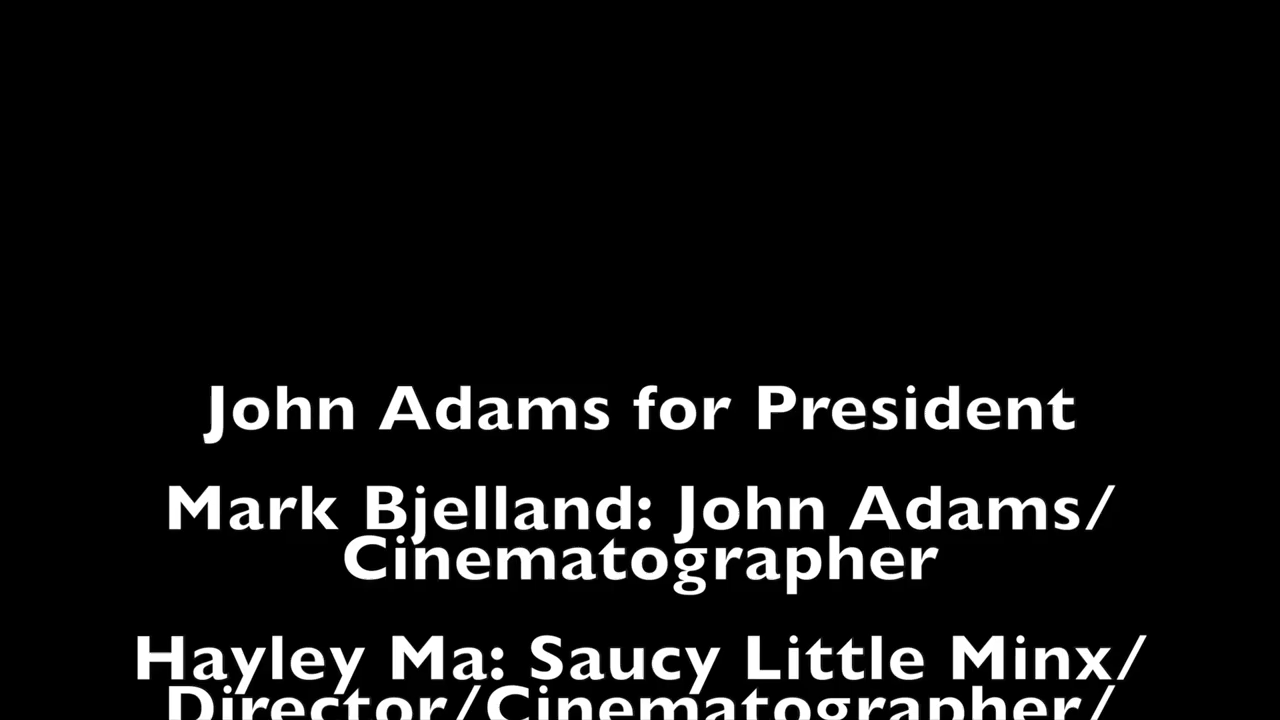 John Adams for President
Mark Bjelland: John Adams/
Cinematographer
Hayley Ma: Saucy Little Minx/
Director/Cinematographer/